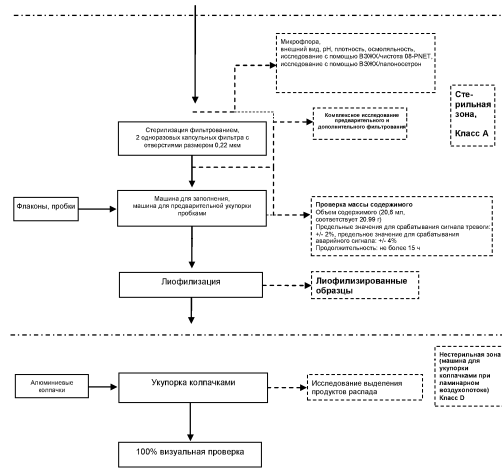 Микрофлора,
внешний вид, pH, плотность, осмоляльность,
исследование с помощью ВЭЖХ/чистота 08-PNET,
исследование с помощью ВЭЖХ/палоносетрон
Сте-
рильная
зона,
Класс А
Комплексное исследование
предварительного и
дополнительного фильтрования
Стерилизация фильтрованием,
2 одноразовых капсульных фильтра с
отверстиями размером 0,22 мкм
Флаконы, пробки
Машина для заполнения,
машина для предварительной укупорки
пробками
Проверка массы содержимого
Объем содержимого (20,6 мл,
соответствует 20.99 г)
Предельные значения для срабатывания сигнала тревоги:
+/- 2%, предельное значение для срабатывания
аварийного сигнала: +/- 4%
Продолжительность: не более 15 ч
Лиофилизация
Лиофилизированные
образцы
Нестерильная зона
(машина для
укупорки
колпачками при
ламинарном
воздухопотоке)
Класс D
Алюминиевые
колпачки
Укупорка колпачками
Исследование выделения
продуктов распада
100% визуальная проверка